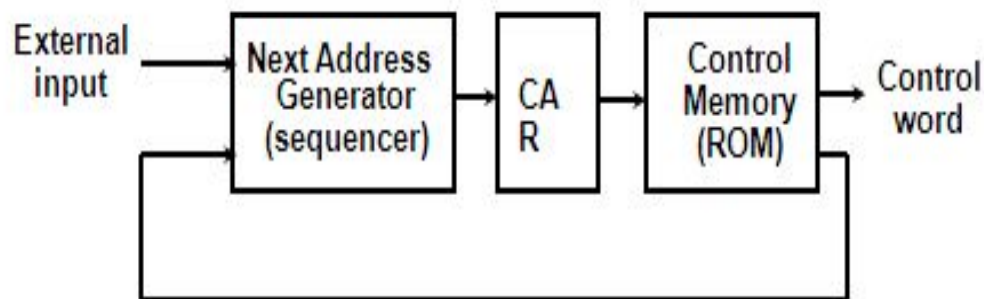 External
input
Next Address
Generator
(sequencer)
CA
R
Control
Memory
(ROM)
Control
word